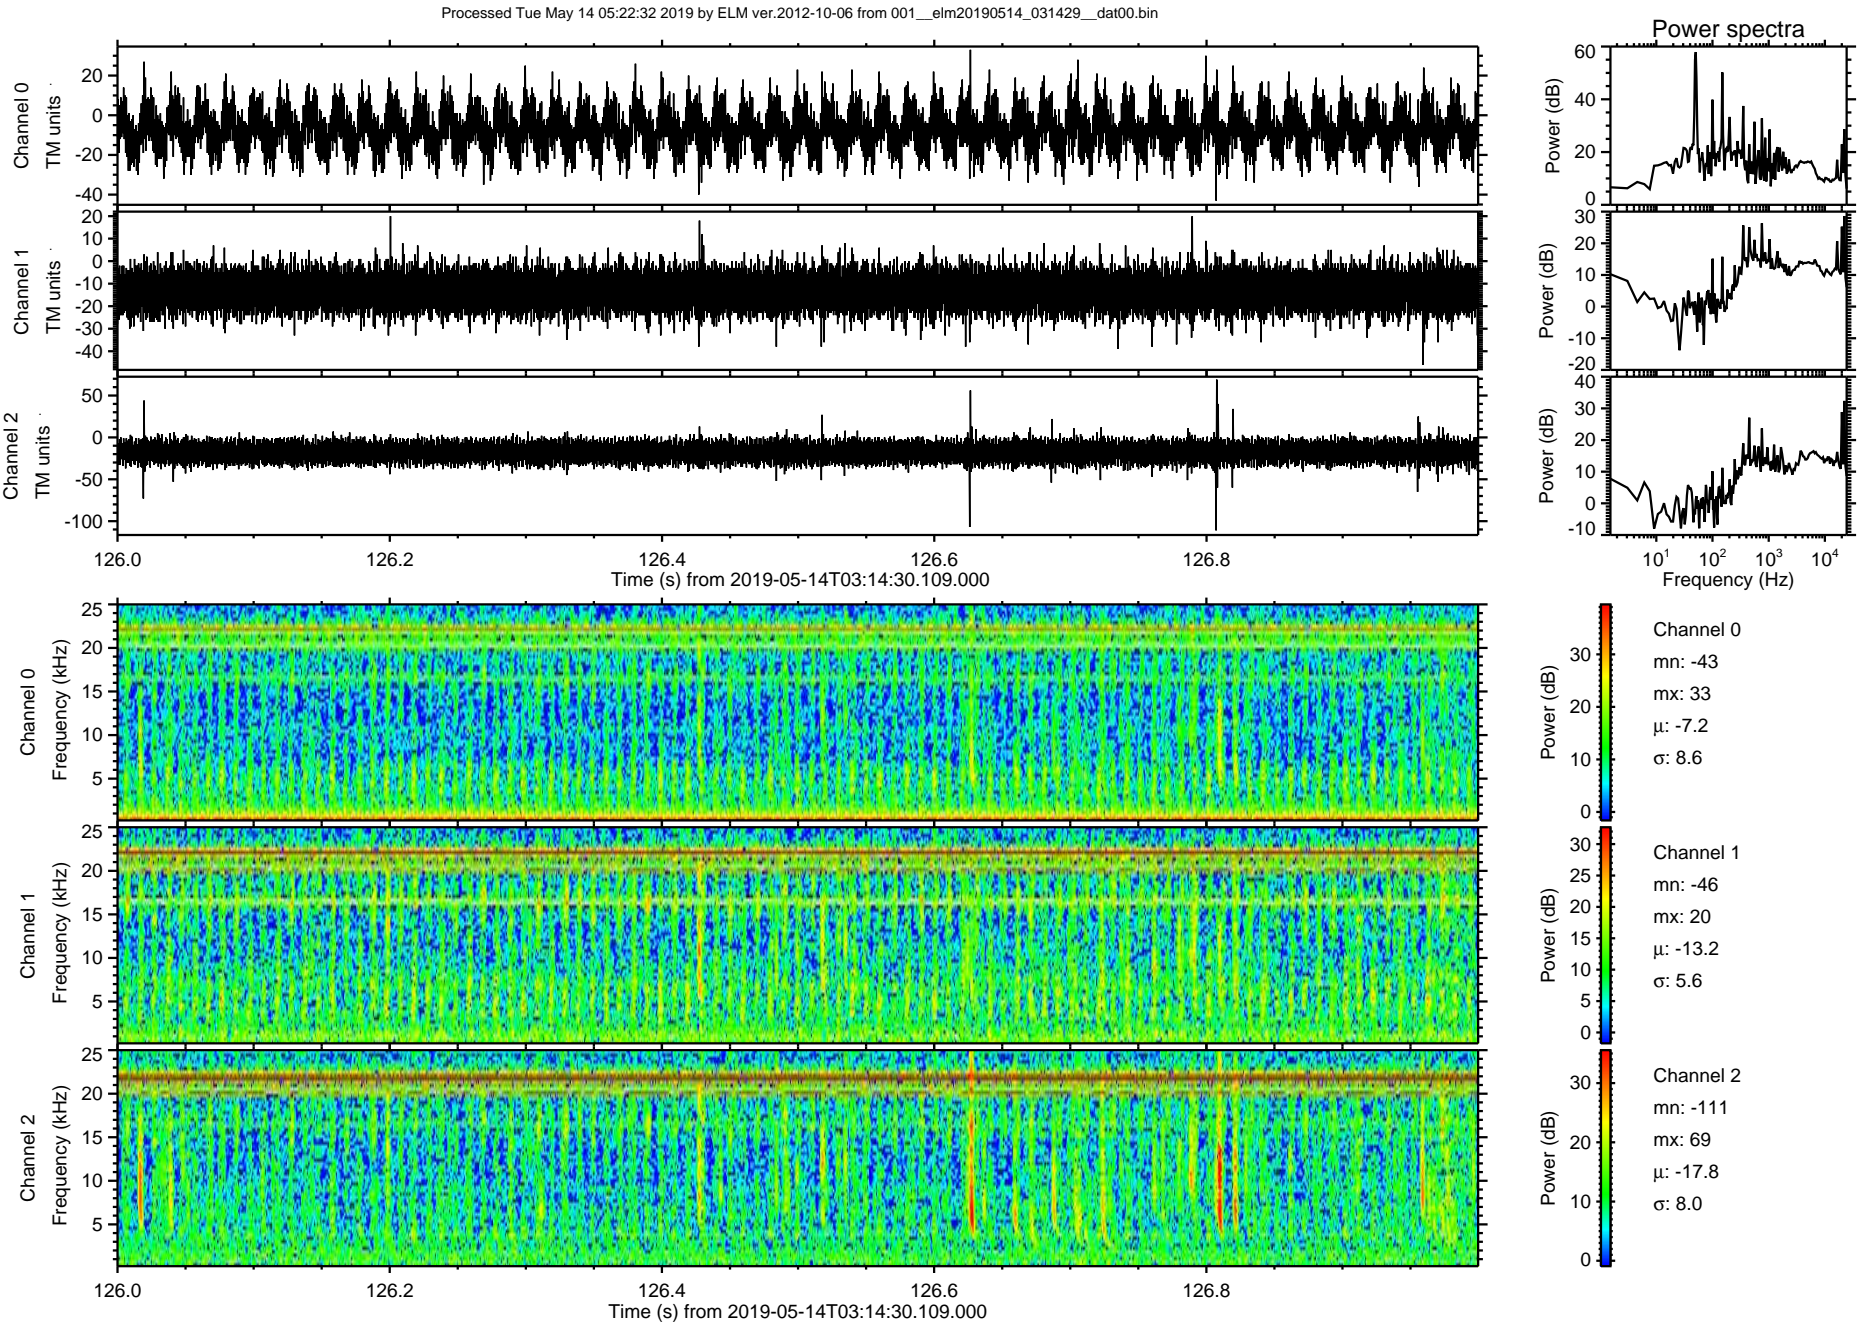 Processed Tue May 14 05:22:32 2019 by ELM ver.2012-10-06 from 001__elm20190514_031429__dat00.bin
Power spectra
Channel 0
TM units
20
0
-20
-40
Power (dB)
60
40
20
0
Channel 1
TM units
20
10
0
-10
-20
-30
-40
Power (dB)
30
20
10
0
-10
-20
Channel 2
TM units
50
0
-50
-100
Power (dB)
40
30
20
10
0
-10
126.0 126.2 126.4 126.6 126.8
Time (s) from 2019-05-14T03:14:30.109.000
10¹ 10² 10³ 10⁴
Frequency (Hz)
Channel 0
Frequency (kHz)
25
20
15
10
5
Power (dB)
30
20
10
0
Channel 0
mn: -43
mx: 33
μ: -7.2
σ: 8.6
Channel 1
Frequency (kHz)
25
20
15
10
5
Power (dB)
30
25
20
15
10
5
0
Channel 1
mn: -46
mx: 20
μ: -13.2
σ: 5.6
Channel 2
Frequency (kHz)
25
20
15
10
5
Power (dB)
30
20
10
0
Channel 2
mn: -111
mx: 69
μ: -17.8
σ: 8.0
126.0 126.2 126.4 126.6 126.8
Time (s) from 2019-05-14T03:14:30.109.000